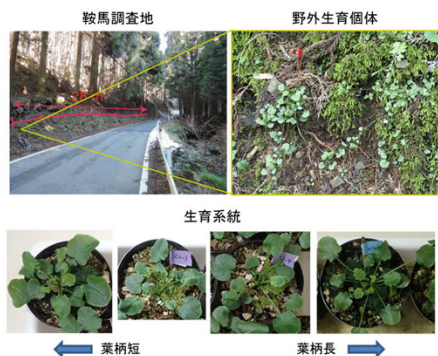 鞍馬調査地
野外生育個体
生育系統
葉柄短
葉柄長